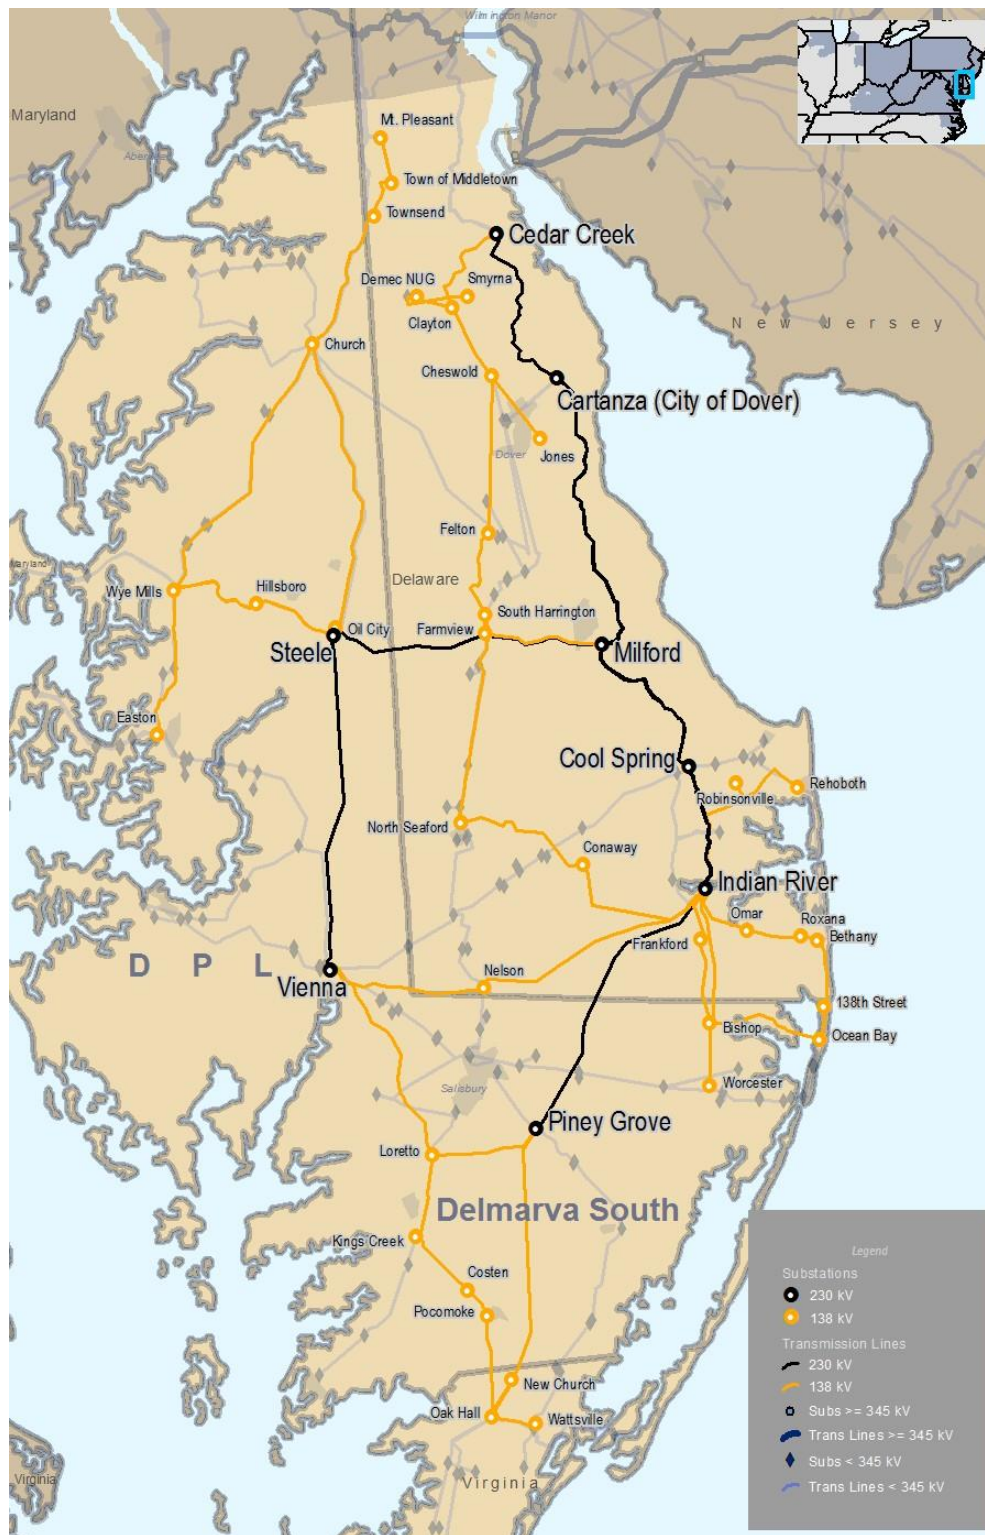 Wilmington Manor
Maryland
Mt. Pleasant
Town of Middletown
Townsend
Cedar Creek
Demec NUG
Smyrna
Clayton
New Jersey
Church
Cheswold
Cartanza (City of Dover)
Dover
Jones
Felton
Maryland
Delaware
Wye Mills
Hillsboro
South Harrington
Oil City
Farmview
Steele
Milford
Easton
Cool Spring
Robinsonville
Rehoboth
North Seaford
Conaway
Indian River
Omar
Roxana
Frankford
Bethany
D P L
Vienna
Nelson
138th Street
Bishop
Ocean Bay
Salisbury
Worcester
Piney Grove
Loretto
Delmarva South
Kings Creek
Costen
Pocomoke
New Church
Oak Hall
Wattsville
Virginia
Virginia
Legend
Substations
230 kV
138 kV
Transmission Lines
230 kV
138 kV
Subs >= 345 kV
Trans Lines >= 345 kV
Subs < 345 kV
Trans Lines < 345 kV